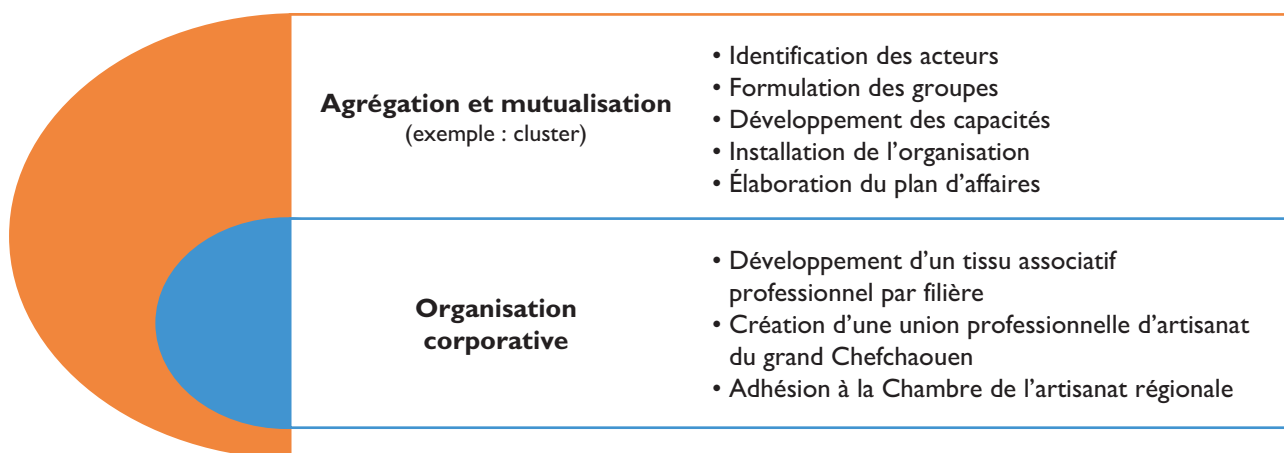 Agrégation et mutualisation
(exemple : cluster)
• Identification des acteurs
• Formulation des groupes
• Développement des capacités
• Installation de l’organisation
• Élaboration du plan d’affaires
Organisation
corporative
• Développement d’un tissu associatif
professionnel par filière
• Création d’une union professionnelle d’artisanat
du grand Chefchaouen
• Adhésion à la Chambre de l’artisanat régionale